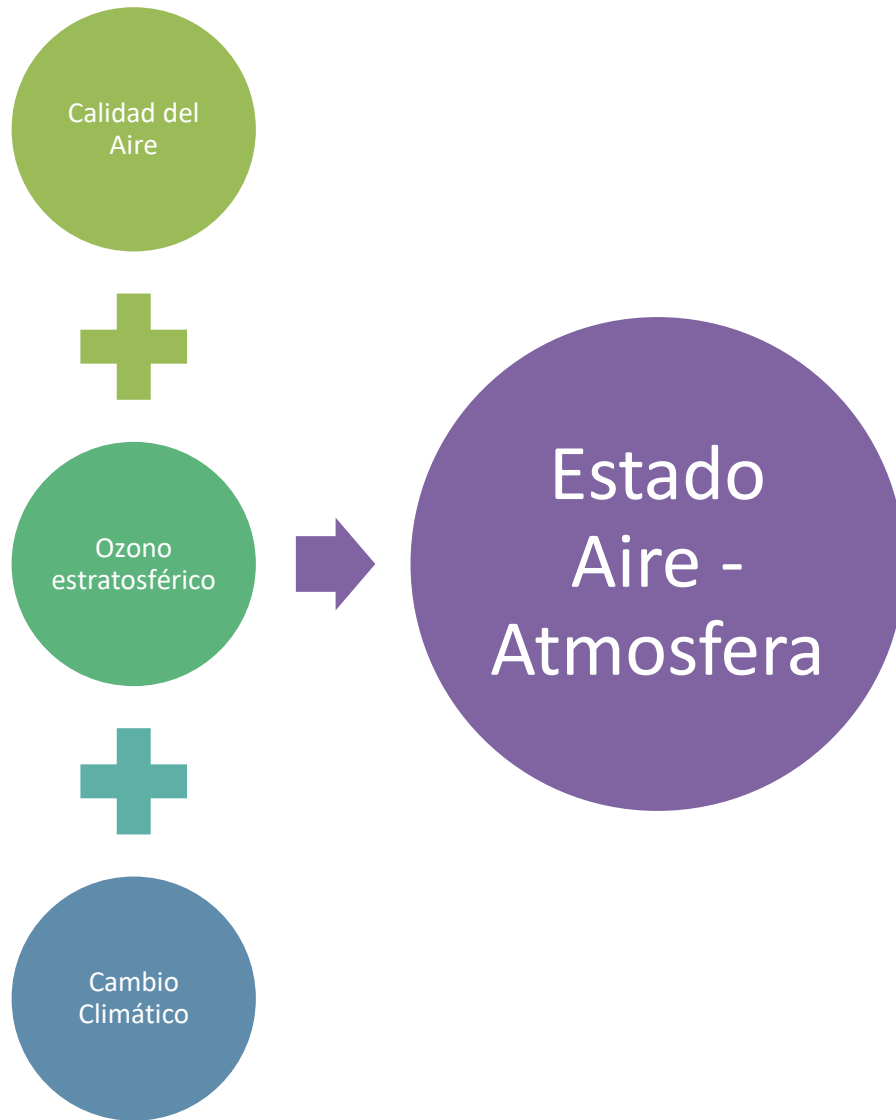 Calidad del
Aire
Ozono
estratosférico
Cambio
Climático
Estado
Aire -
Atmosfera